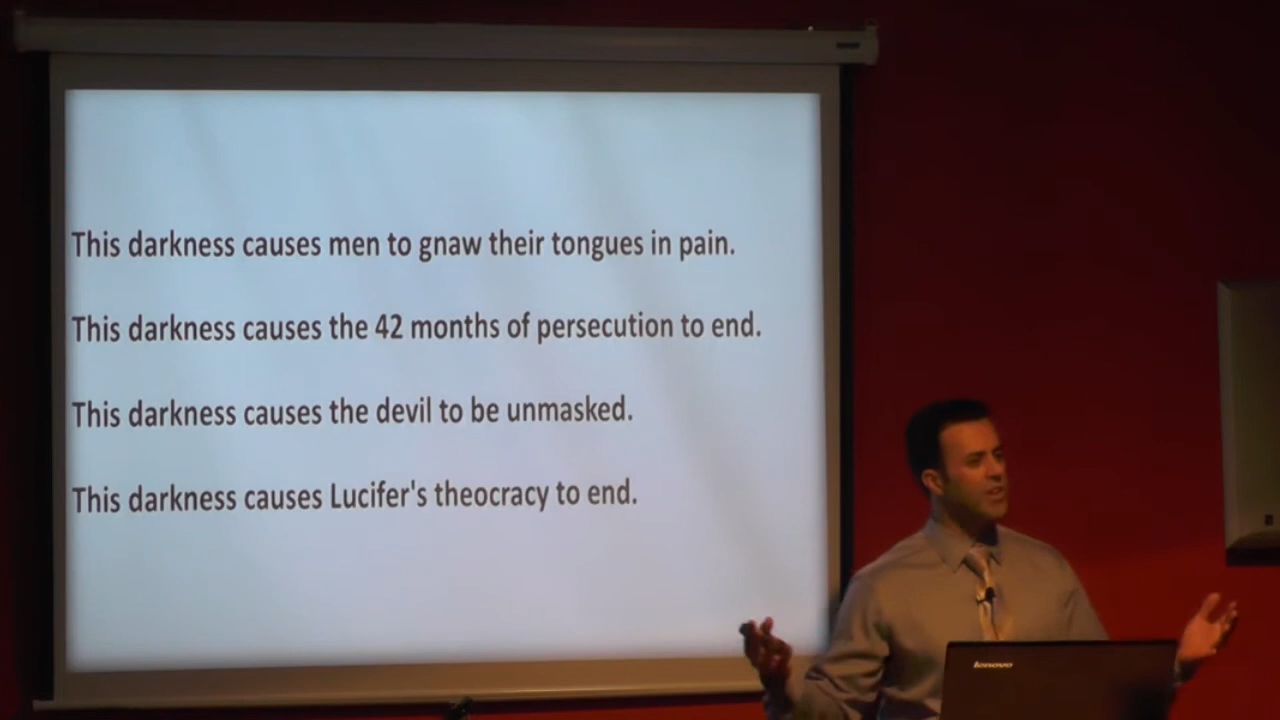 This darkness causes men to gnaw their tongues in pain.
This darkness causes the 42 months of persecution to end.
This darkness causes the devil to be unmasked.
This darkness causes Lucifer's theocracy to end.
lenovo